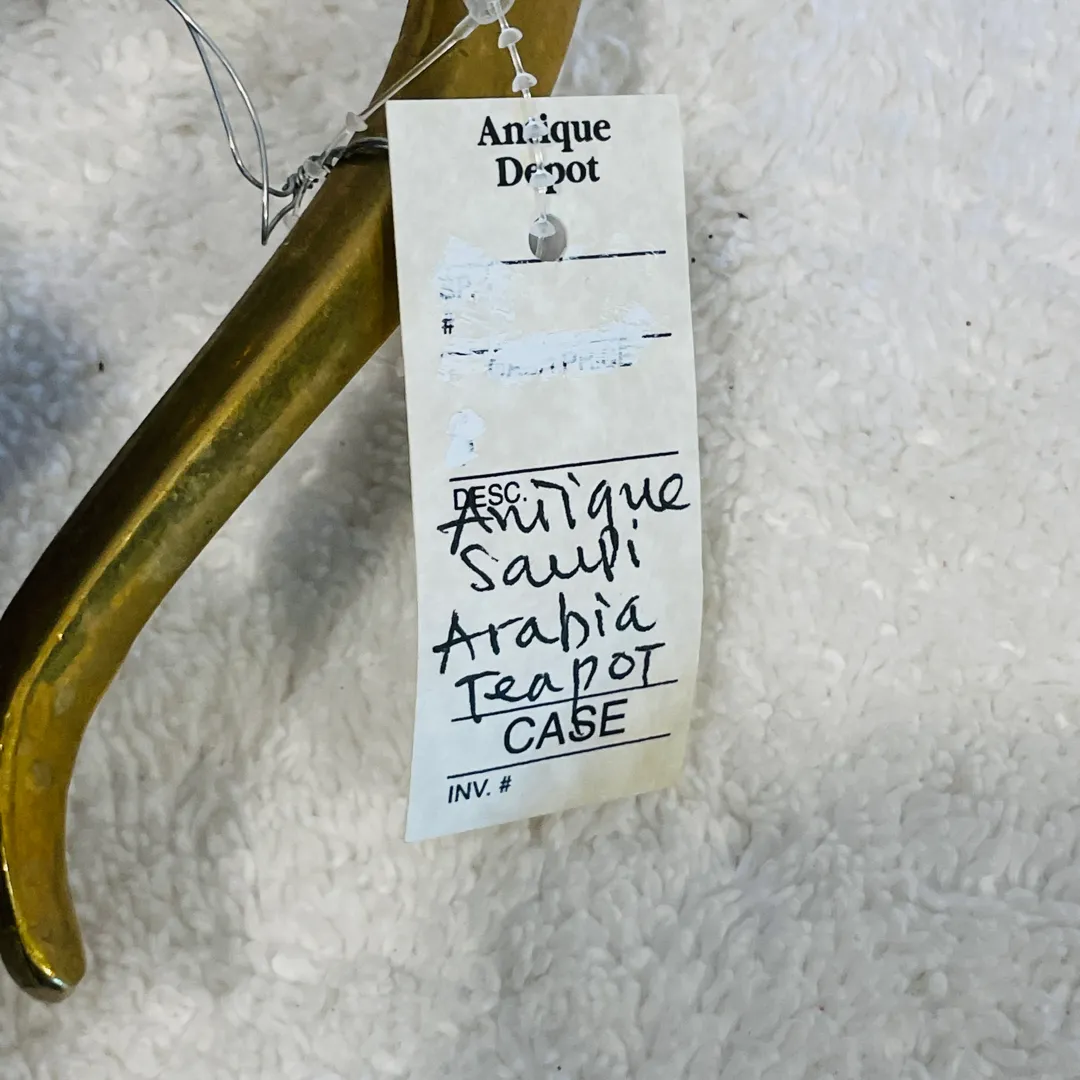 Antique
Depot
#
DESC.
Antique
Saudi
Arabia
Teapot
CASE
INV. #